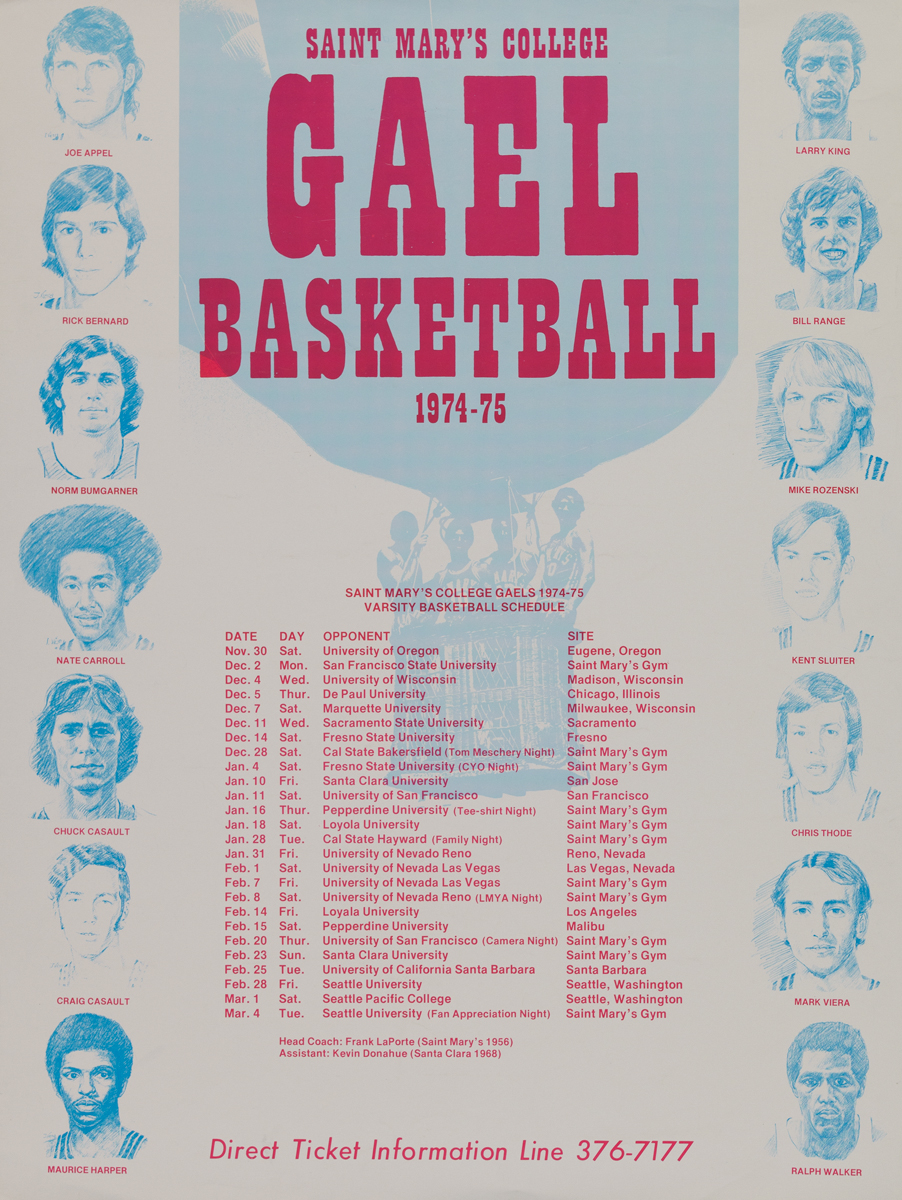 SAINT MARY'S COLLEGE
GAEL
BASKETBALL
1974-75
JOE APPEL
RICK BERNARD
NORM BUMGARNER
NATE CARROLL
CHUCK CASAULT
CRAIG CASAULT
MAURICE HARPER
LARRY KING
BILL RANGE
MIKE ROZENSKI
KENT SLUITER
CHRIS THODE
MARK VIERA
RALPH WALKER
SAINT MARY'S COLLEGE GAELS 1974-75
VARSITY BASKETBALL SCHEDULE
DATE DAY OPPONENT SITE
Nov. 30 Sat. University of Oregon Eugene, Oregon
Dec. 2 Mon. San Francisco State University Saint Mary's Gym
Dec. 4 Wed. University of Wisconsin Madison, Wisconsin
Dec. 5 Thur. De Paul University Chicago, Illinois
Dec. 7 Sat. Marquette University Milwaukee, Wisconsin
Dec. 11 Wed. Sacramento State University Sacramento
Dec. 14 Sat. Fresno State University Fresno
Dec. 28 Sat. Cal State Bakersfield (Tom Meschery Night) Saint Mary's Gym
Jan. 4 Sat. Fresno State University (CYO Night) Saint Mary's Gym
Jan. 10 Fri. Santa Clara University San Jose
Jan. 11 Sat. University of San Francisco San Francisco
Jan. 16 Thur. Pepperdine University (Tee-shirt Night) Saint Mary's Gym
Jan. 18 Sat. Loyola University Saint Mary's Gym
Jan. 28 Tue. Cal State Hayward (Family Night) Saint Mary's Gym
Jan. 31 Fri. University of Nevado Reno Reno, Nevada
Feb. 1 Sat. University of Nevada Las Vegas Las Vegas, Nevada
Feb. 7 Fri. University of Nevada Las Vegas Saint Mary's Gym
Feb. 8 Sat. University of Nevada Reno (LMYA Night) Saint Mary's Gym
Feb. 14 Fri. Loyala University Los Angeles
Feb. 15 Sat. Pepperdine University Malibu
Feb. 20 Thur. University of San Francisco (Camera Night) Saint Mary's Gym
Feb. 23 Sun. Santa Clara University Saint Mary's Gym
Feb. 25 Tue. University of California Santa Barbara Santa Barbara
Feb. 28 Fri. Seattle University Seattle, Washington
Mar. 1 Sat. Seattle Pacific College Seattle, Washington
Mar. 4 Tue. Seattle University (Fan Appreciation Night) Saint Mary's Gym
Head Coach: Frank LaPorte (Saint Mary's 1956)
Assistant: Kevin Donahue (Santa Clara 1968)
Direct Ticket Information Line 376-7177